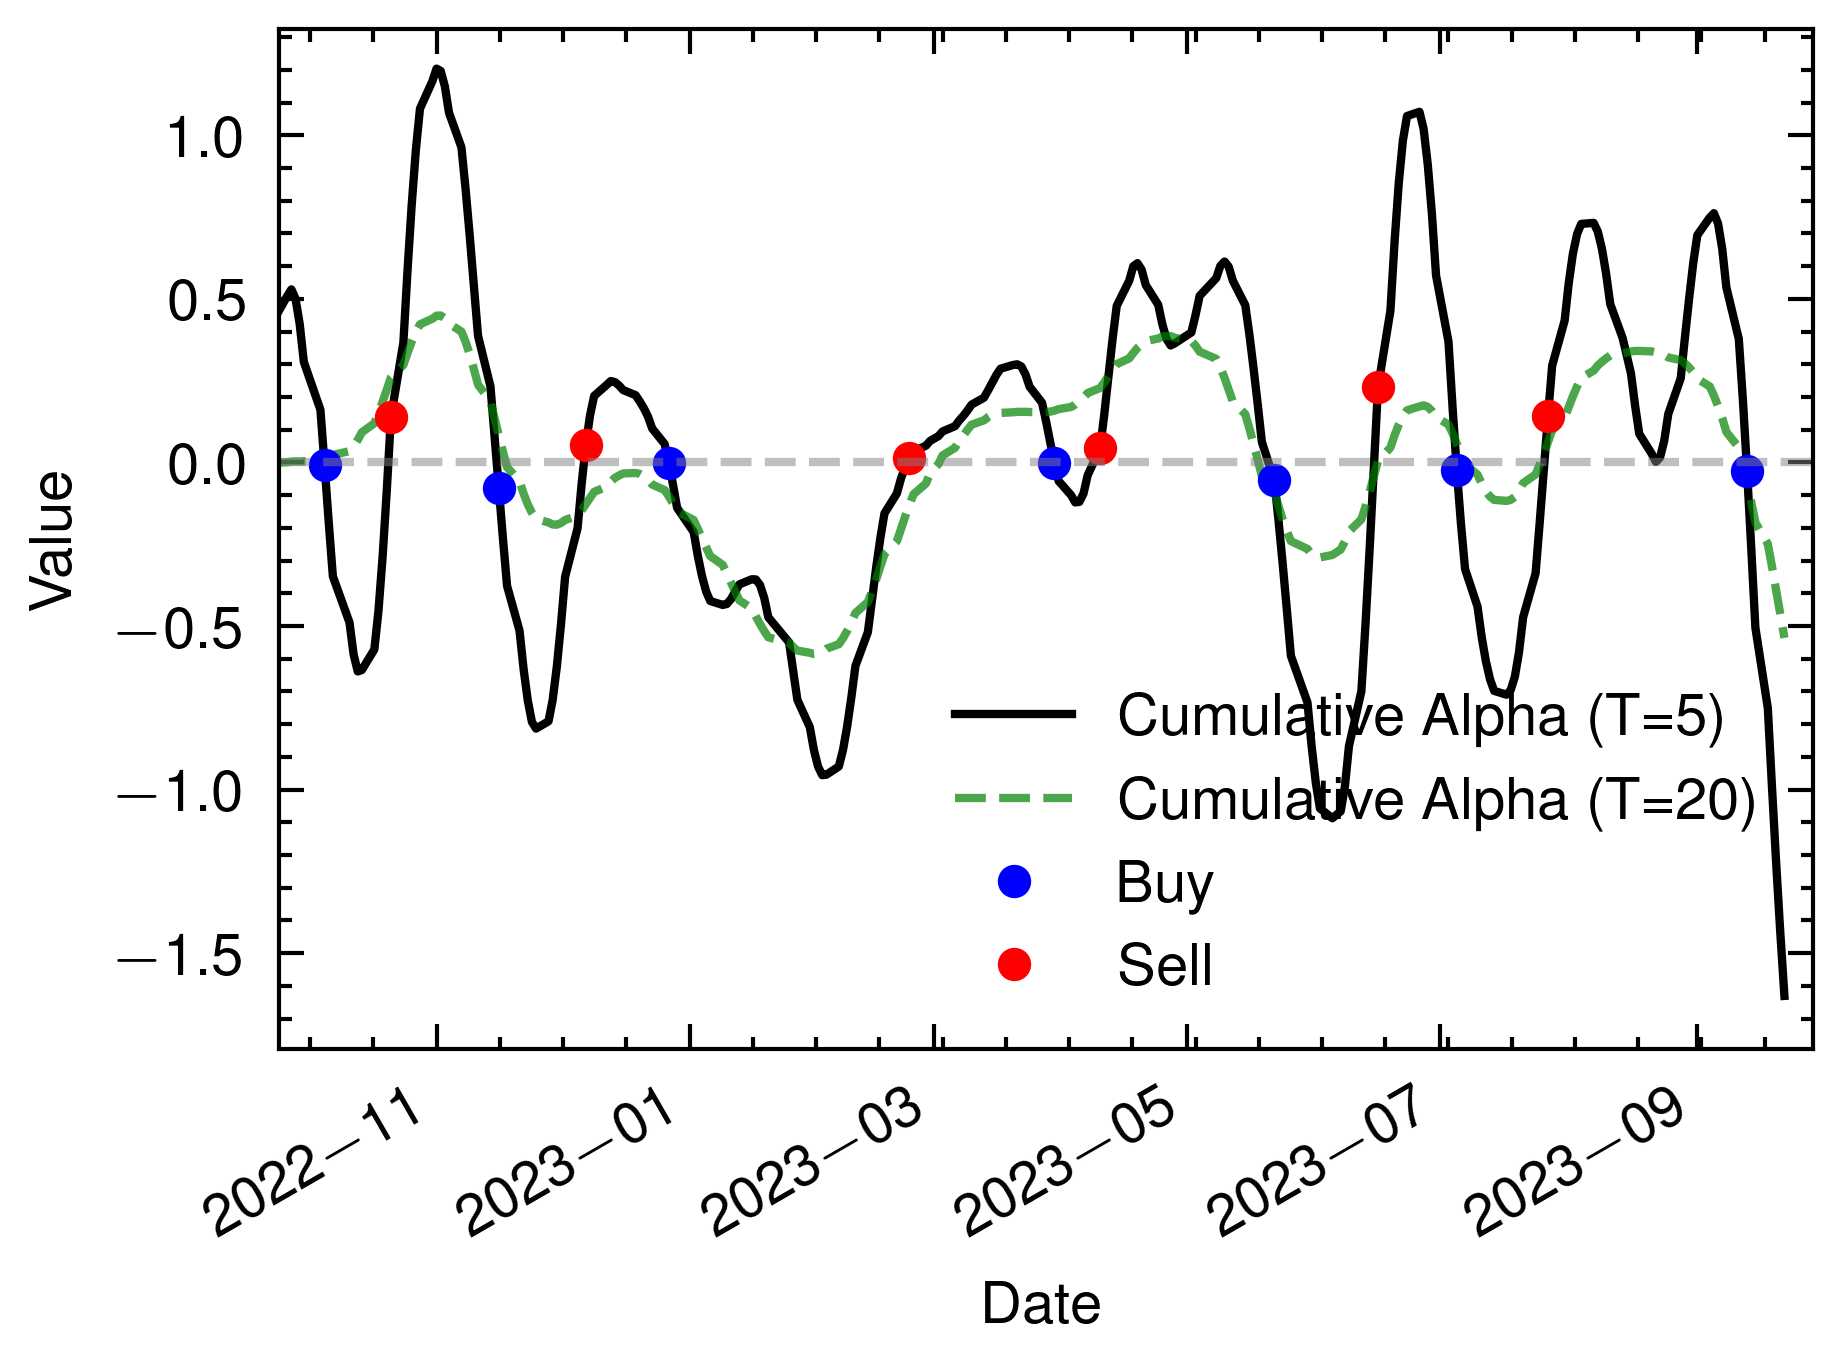 1.0
0.5
0.0
−0.5
−1.0
−1.5
Value
Cumulative Alpha (T=5)
Cumulative Alpha (T=20)
Buy
Sell
2022−11
2023−01
2023−03
2023−05
2023−07
2023−09
Date